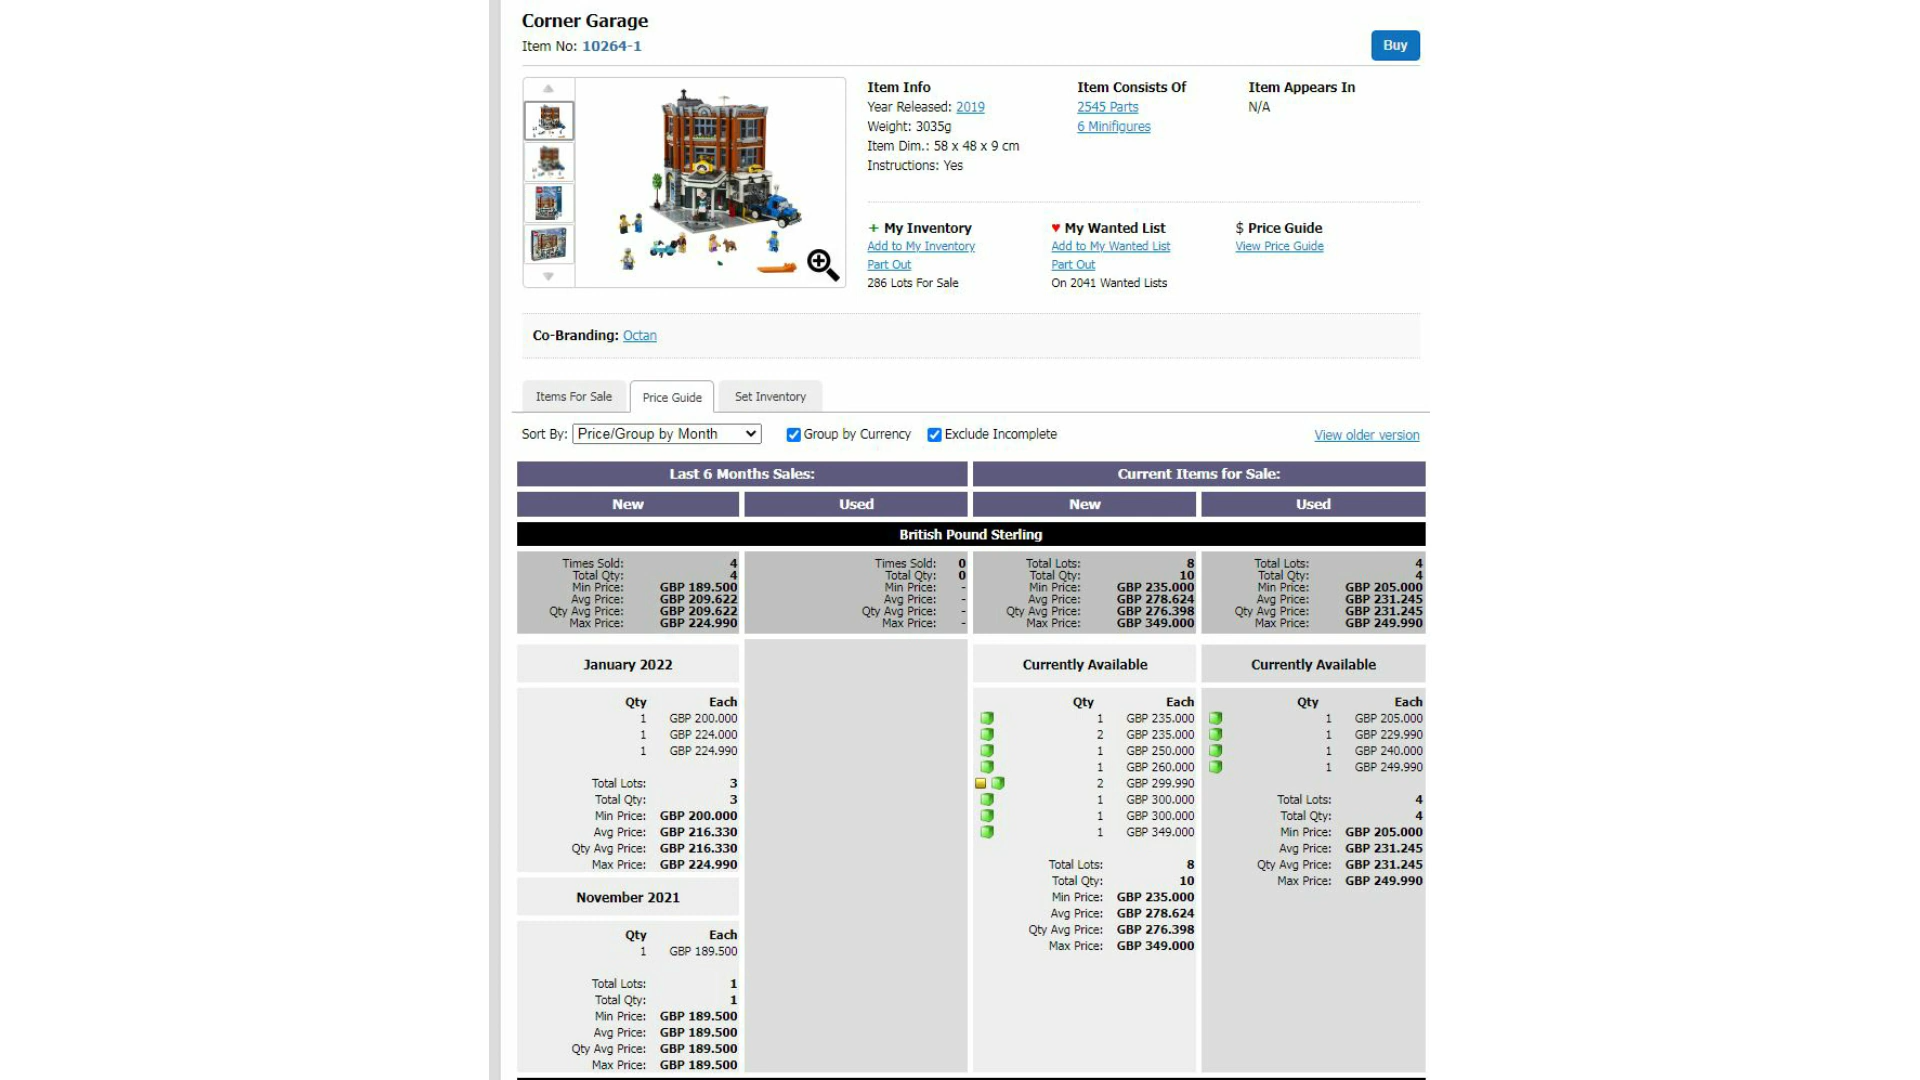 Corner Garage
Item No: 10264-1
Buy
Item Info
Year Released: 2019
Weight: 3035g
Item Dim.: 58 x 48 x 9 cm
Instructions: Yes
Item Consists Of
2545 Parts
6 Minifigures
Item Appears In
N/A
+ My Inventory
Add to My Inventory
Part Out
286 Lots For Sale
♥ My Wanted List
Add to My Wanted List
Part Out
On 2041 Wanted Lists
$ Price Guide
View Price Guide
Co-Branding: Octan
Items For Sale
Price Guide
Set Inventory
Sort By: Price/Group by Month
Group by Currency
Exclude Incomplete
View older version
Last 6 Months Sales:
Current Items for Sale:
New
Used
New
Used
British Pound Sterling
Times Sold: 4
Total Qty: 4
Min Price: GBP 189.500
Avg Price: GBP 209.622
Qty Avg Price: GBP 209.622
Max Price: GBP 224.990
Times Sold: 0
Total Qty: 0
Min Price: -
Avg Price: -
Qty Avg Price: -
Max Price: -
Total Lots: 8
Total Qty: 10
Min Price: GBP 235.000
Avg Price: GBP 278.624
Qty Avg Price: GBP 276.398
Max Price: GBP 349.000
Total Lots: 4
Total Qty: 4
Min Price: GBP 205.000
Avg Price: GBP 231.245
Qty Avg Price: GBP 231.245
Max Price: GBP 249.990
January 2022
Qty Each
1 GBP 200.000
1 GBP 224.000
1 GBP 224.990
Total Lots: 3
Total Qty: 3
Min Price: GBP 200.000
Avg Price: GBP 216.330
Qty Avg Price: GBP 216.330
Max Price: GBP 224.990
November 2021
Qty Each
1 GBP 189.500
Total Lots: 1
Total Qty: 1
Min Price: GBP 189.500
Avg Price: GBP 189.500
Qty Avg Price: GBP 189.500
Max Price: GBP 189.500
Currently Available
Qty Each
1 GBP 235.000
2 GBP 235.000
1 GBP 250.000
1 GBP 260.000
2 GBP 299.990
1 GBP 300.000
1 GBP 300.000
1 GBP 349.000
Total Lots: 8
Total Qty: 10
Min Price: GBP 235.000
Avg Price: GBP 278.624
Qty Avg Price: GBP 276.398
Max Price: GBP 349.000
Currently Available
Qty Each
1 GBP 205.000
1 GBP 229.990
1 GBP 240.000
1 GBP 249.990
Total Lots: 4
Total Qty: 4
Min Price: GBP 205.000
Avg Price: GBP 231.245
Qty Avg Price: GBP 231.245
Max Price: GBP 249.990